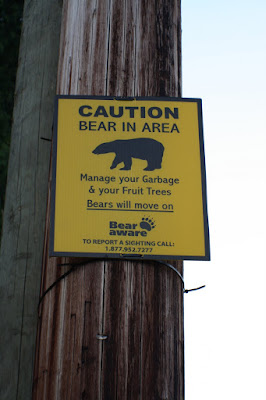 CAUTION
BEAR IN AREA
Manage your Garbage
& your Fruit Trees
Bears will move on
Bear
aware
TO REPORT A SIGHTING CALL:
1.877.952.7277